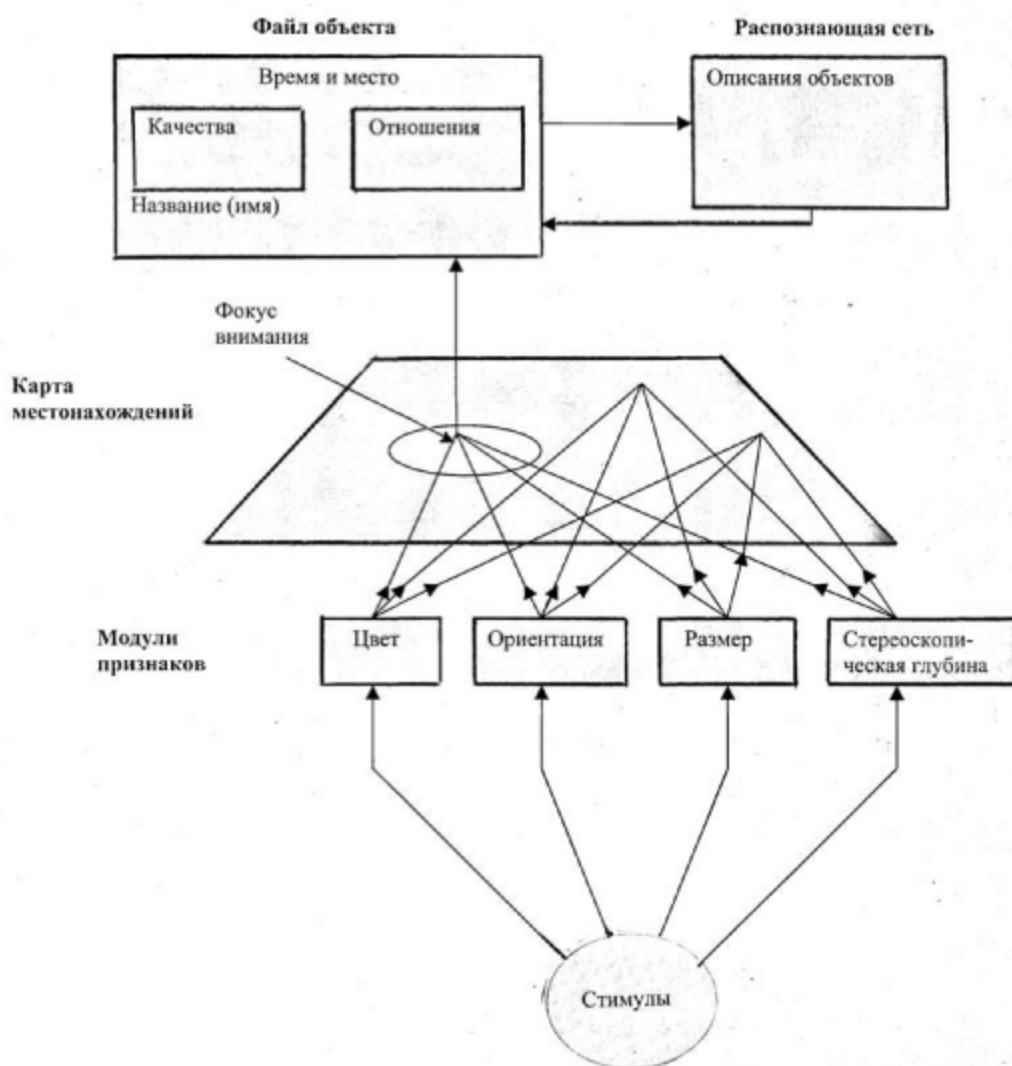 Файл объекта
Распознающая сеть
Время и место
Описания объектов
Качества
Отношения
Название (имя)
Фокус
внимания
Карта
местонахождений
Модули
признаков
Цвет
Ориентация
Размер
Стереоскопи-
ческая глубина
Стимулы